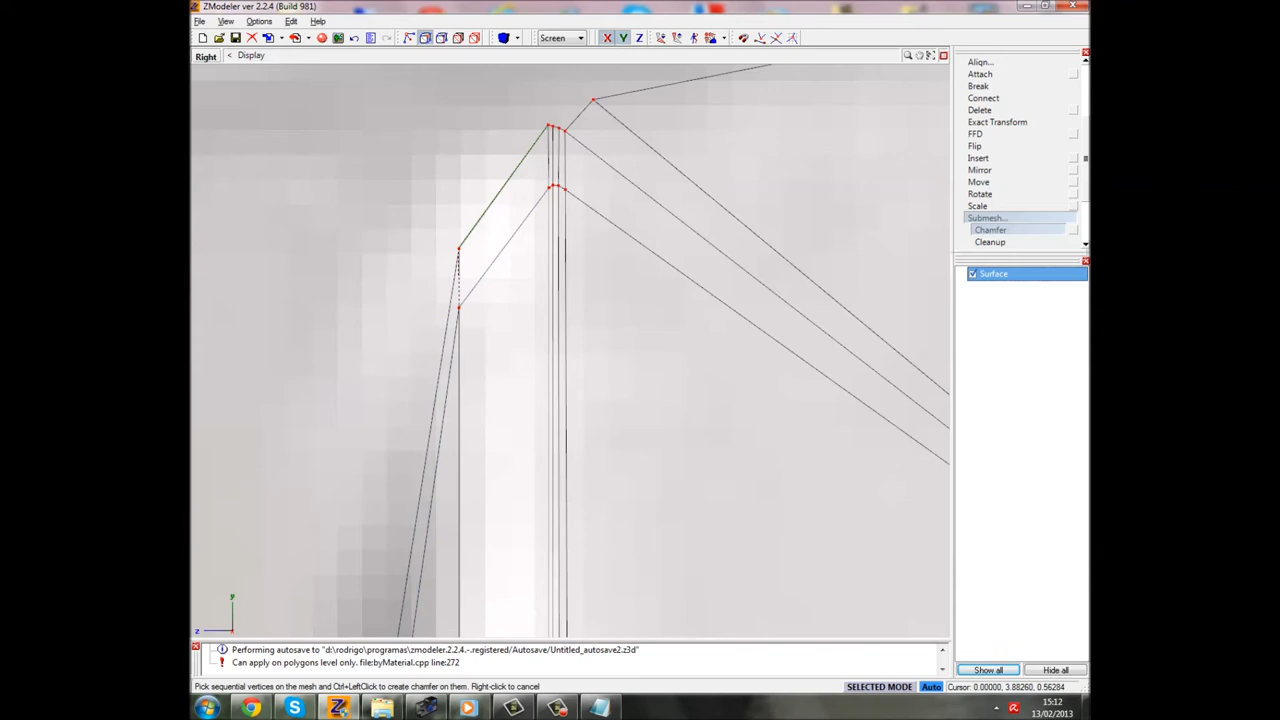 ZModeler ver 2.2.4 (Build 981)
File View Options Edit Help
Screen X Y Z
Right < Display
Align...
Attach
Break
Connect
Delete
Exact Transform
FFD
Flip
Insert
Mirror
Move
Rotate
Scale
Submesh...
Chamfer
Cleanup
Surface
y
z
Show all Hide all
Performing autosave to "d:\rodrigo\programas\zmodeler.2.2.4.-.registered/Autosave/Untitled_autosave2.z3d"
Can apply on polygons level only. file:byMaterial.cpp line:272
Pick sequential vertices on the mesh and Ctrl+LeftClick to create chamfer on them. Right-click to cancel
SELECTED MODE Auto Cursor: 0.00000, 3.88260, 0.56284
15:12
13/02/2013